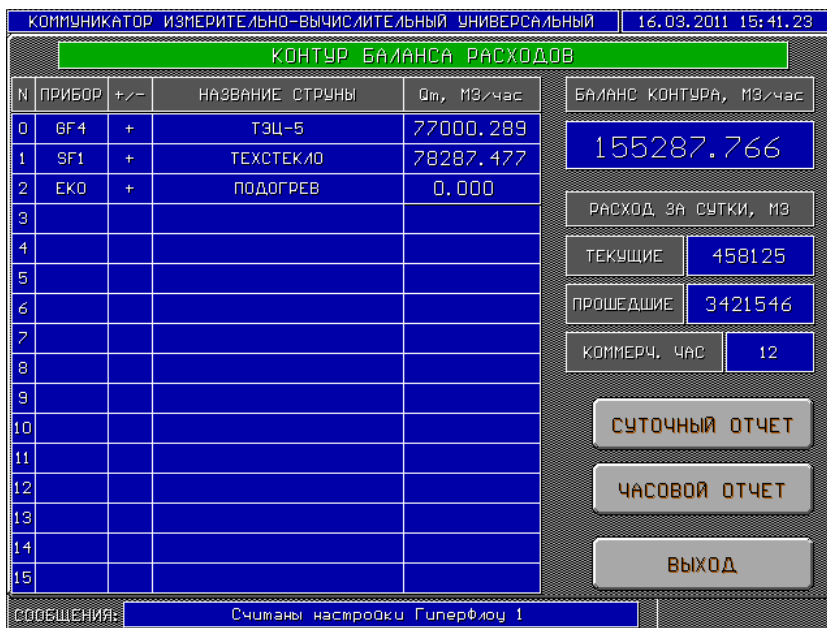 КОММУНИКАТОР ИЗМЕРИТЕЛЬНО-ВЫЧИСЛИТЕЛЬНЫЙ УНИВЕРСАЛЬНЫЙ 16.03.2011 15:41.23
КОНТУР БАЛАНСА РАСХОДОВ
N ПРИБОР +/- НАЗВАНИЕ СТРУНЫ Qm, М3/час
0 GF4 + ТЭЦ-5 77000.289
1 SF1 + ТЕХСТЕКЛО 78287.477
2 ЕК0 + ПОДОГРЕВ 0.000
3
4
5
6
7
8
9
10
11
12
13
14
15
БАЛАНС КОНТУРА, М3/час
155287.766
РАСХОД ЗА СУТКИ, М3
ТЕКУЩИЕ 458125
ПРОШЕДШИЕ 3421546
КОММЕРЧ. ЧАС 12
СУТОЧНЫЙ ОТЧЕТ
ЧАСОВОЙ ОТЧЕТ
ВЫХОД
СООБЩЕНИЯ: Считаны настройки ГиперФлоу 1